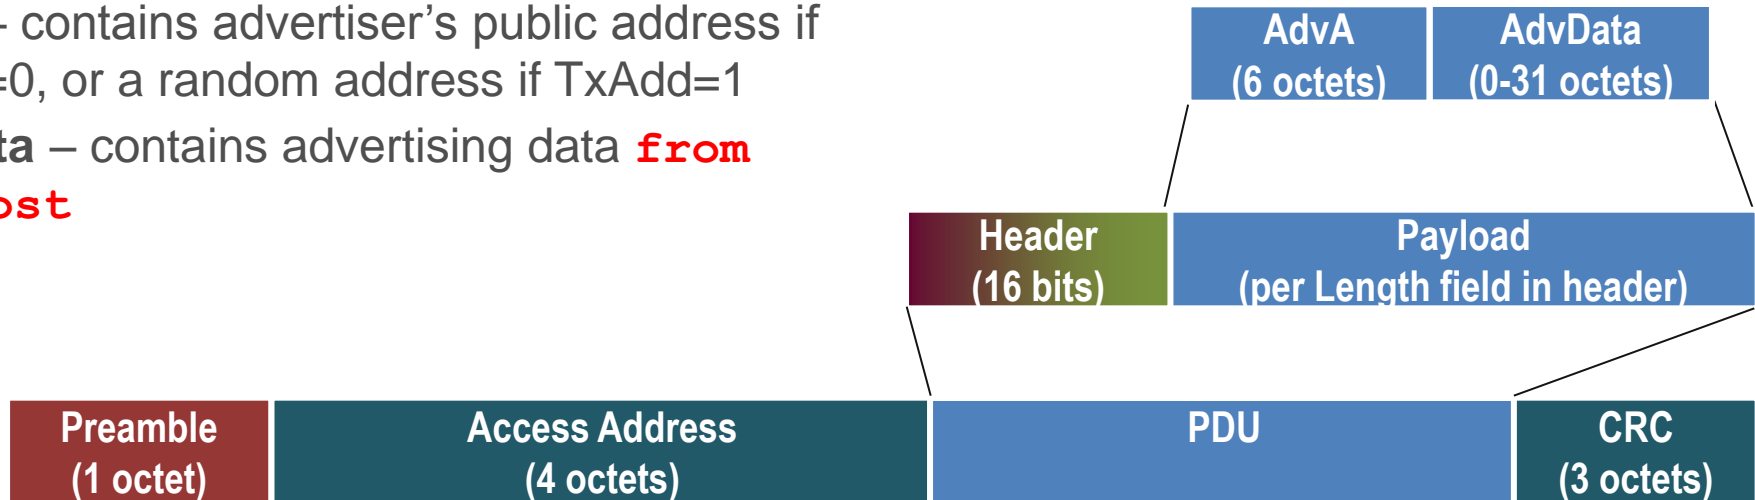 – contains advertiser’s public address if
=0, or a random address if TxAdd=1
ta – contains advertising data from
ost
AdvA
(6 octets)
AdvData
(0-31 octets)
Header
(16 bits)
Payload
(per Length field in header)
Preamble
(1 octet)
Access Address
(4 octets)
PDU
CRC
(3 octets)